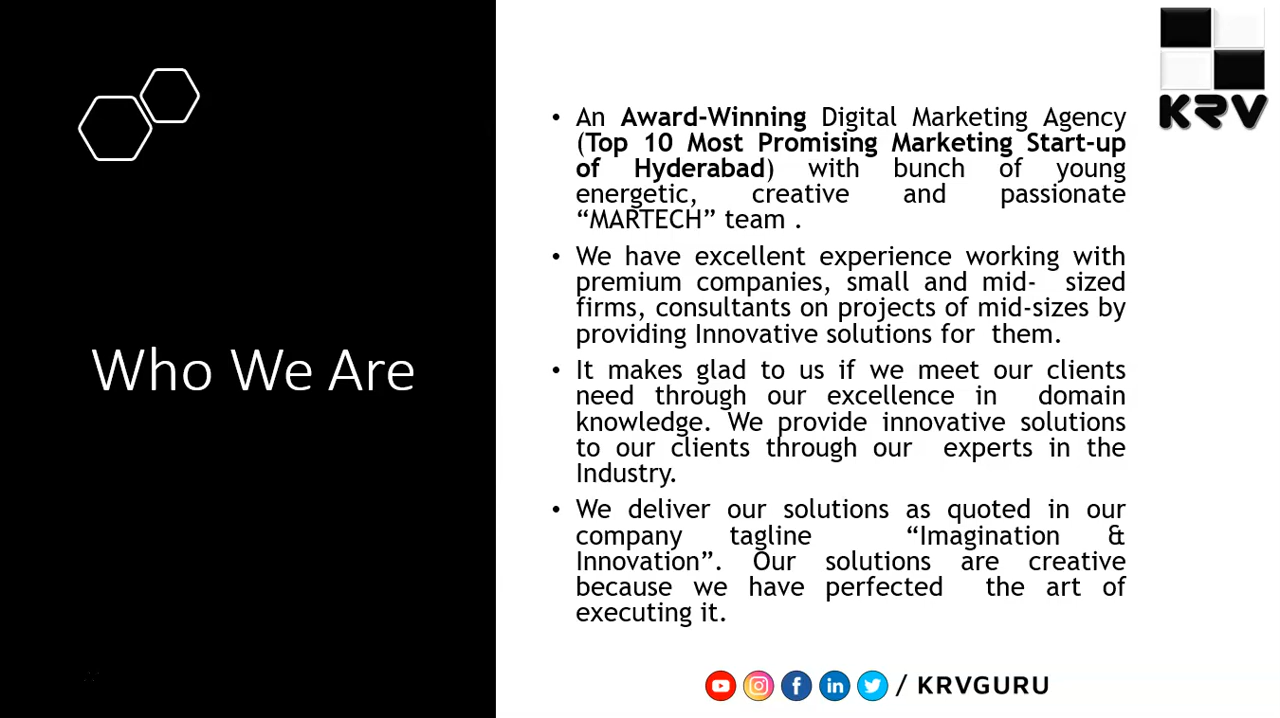 KRV
Who We Are
• An Award-Winning Digital Marketing Agency
(Top 10 Most Promising Marketing Start-up
of Hyderabad) with bunch of young
energetic, creative and passionate
“MARTECH” team .
• We have excellent experience working with
premium companies, small and mid- sized
firms, consultants on projects of mid-sizes by
providing Innovative solutions for them.
• It makes glad to us if we meet our clients
need through our excellence in domain
knowledge. We provide innovative solutions
to our clients through our experts in the
Industry.
• We deliver our solutions as quoted in our
company tagline “Imagination &
Innovation”. Our solutions are creative
because we have perfected the art of
executing it.
/ KRVGURU